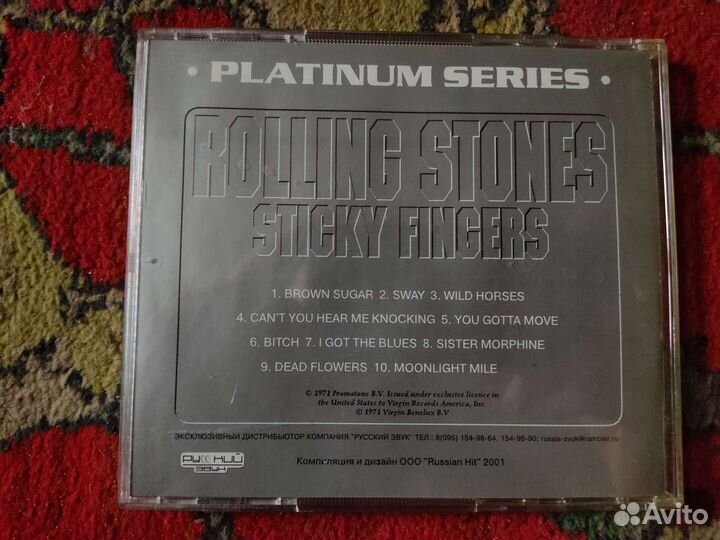 · PLATINUM SERIES ·
ROLLING STONES
STICKY FINGERS
1. BROWN SUGAR 2. SWAY 3. WILD HORSES
4. CAN'T YOU HEAR ME KNOCKING 5. YOU GOTTA MOVE
6. BITCH 7. I GOT THE BLUES 8. SISTER MORPHINE
9. DEAD FLOWERS 10. MOONLIGHT MILE
© 1971 Promotone B.V. Issued under exclusive licence in
the United States to Virgin Records America, Inc.
℗ 1971 Virgin Benelux B.V
ЭКСКЛЮЗИВНЫЙ ДИСТРИБЬЮТОР КОМПАНИЯ "РУССКИЙ ЗВУК" ТЕЛ.: 8(095) 154-98-64, 154-96-90; russia-zvuk@rambler.ru
РУССКИЙ
ЗВУК
Компиляция и дизайн ООО "Russian Hit" 2001
Avito